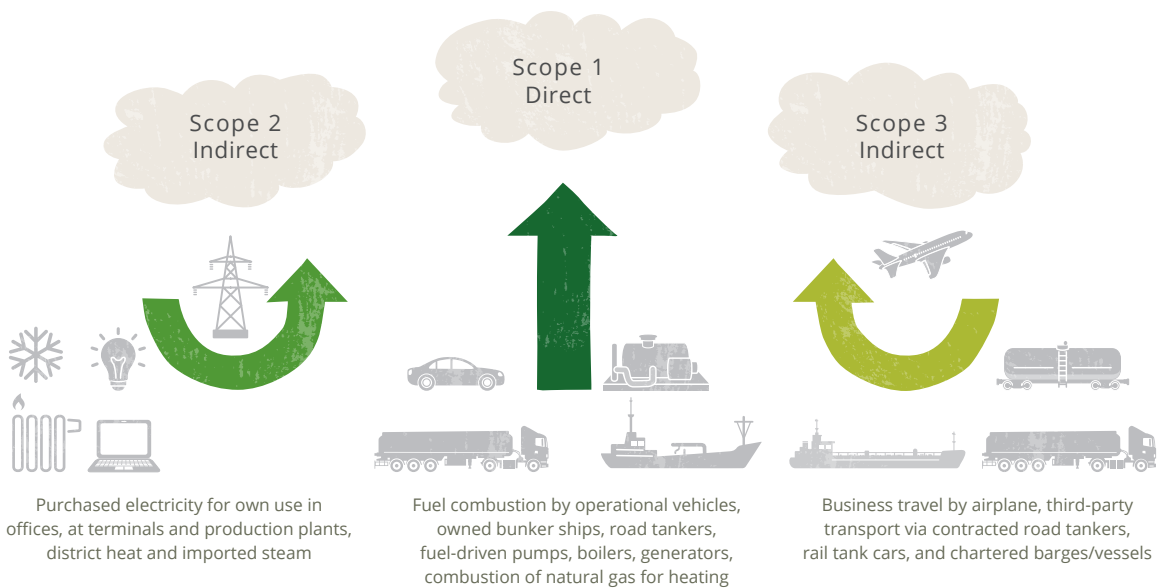 Scope 2
Indirect
Scope 1
Direct
Scope 3
Indirect
Purchased electricity for own use in
offices, at terminals and production plants,
district heat and imported steam
Fuel combustion by operational vehicles,
owned bunker ships, road tankers,
fuel-driven pumps, boilers, generators,
combustion of natural gas for heating
Business travel by airplane, third-party
transport via contracted road tankers,
rail tank cars, and chartered barges/vessels